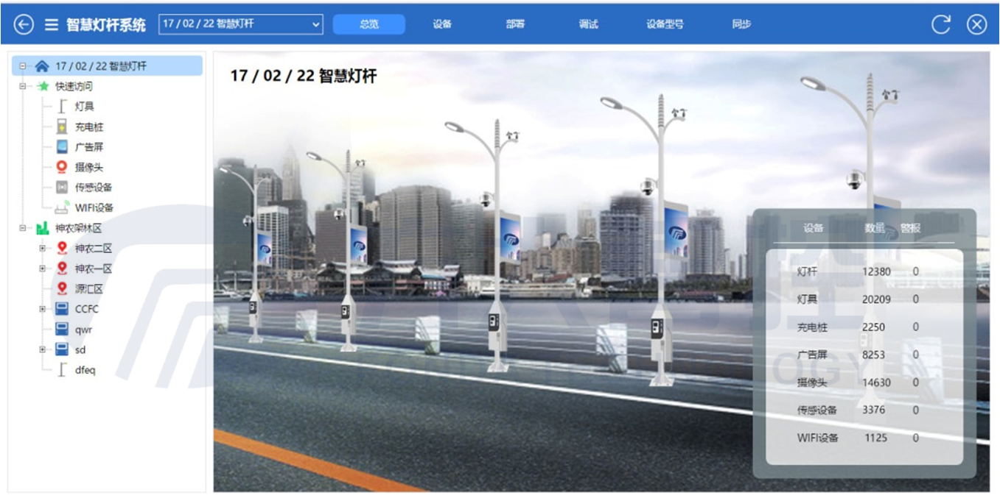 智慧灯杆系统 17 / 02 / 22 智慧灯杆 总览 设备 部署 调试 设备型号 同步
17 / 02 / 22 智慧灯杆
快速访问
灯具
充电桩
广告屏
摄像头
传感设备
WIFI设备
神农架林区
神农二区
神农一区
源汇区
CCFC
qwr
sd
dfeq
17 / 02 / 22 智慧灯杆
设备 数量 警报
灯杆 12380 0
灯具 20209 0
充电桩 2250 0
广告屏 8253 0
摄像头 14630 0
传感设备 3376 0
WIFI设备 1125 0